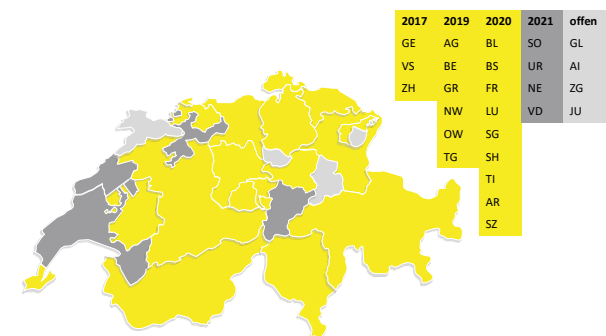 2017 2019 2020 2021 offen
GE AG BL SO GL
VS BE BS UR AI
ZH GR FR NE ZG
NW LU VD JU
OW SG
TG SH
TI
AR
SZ